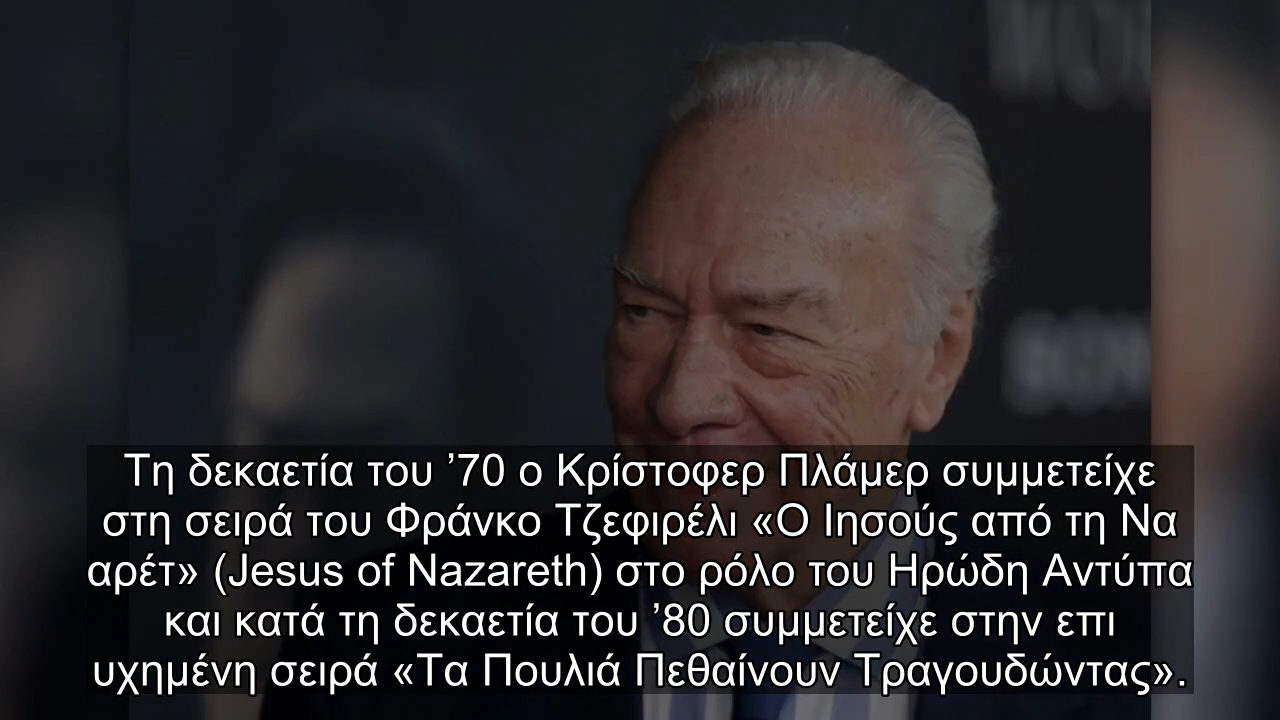 Τη δεκαετία του ’70 ο Κρίστοφερ Πλάμερ συμμετείχε
στη σειρά του Φράνκο Τζεφιρέλι «Ο Ιησούς από τη Να
αρέτ» (Jesus of Nazareth) στο ρόλο του Ηρώδη Αντύπα
και κατά τη δεκαετία του ’80 συμμετείχε στην επι
υχημένη σειρά «Τα Πουλιά Πεθαίνουν Τραγουδώντας».